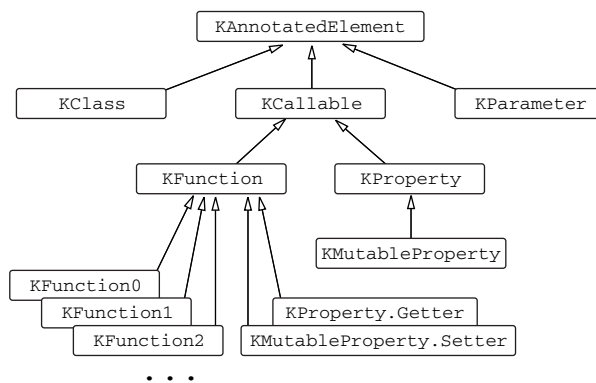 KAnnotatedElement
KClass
KCallable
KParameter
KFunction
KProperty
KMutableProperty
KFunction0
KFunction1
KFunction2
KProperty.Getter
KMutableProperty.Setter
. . .